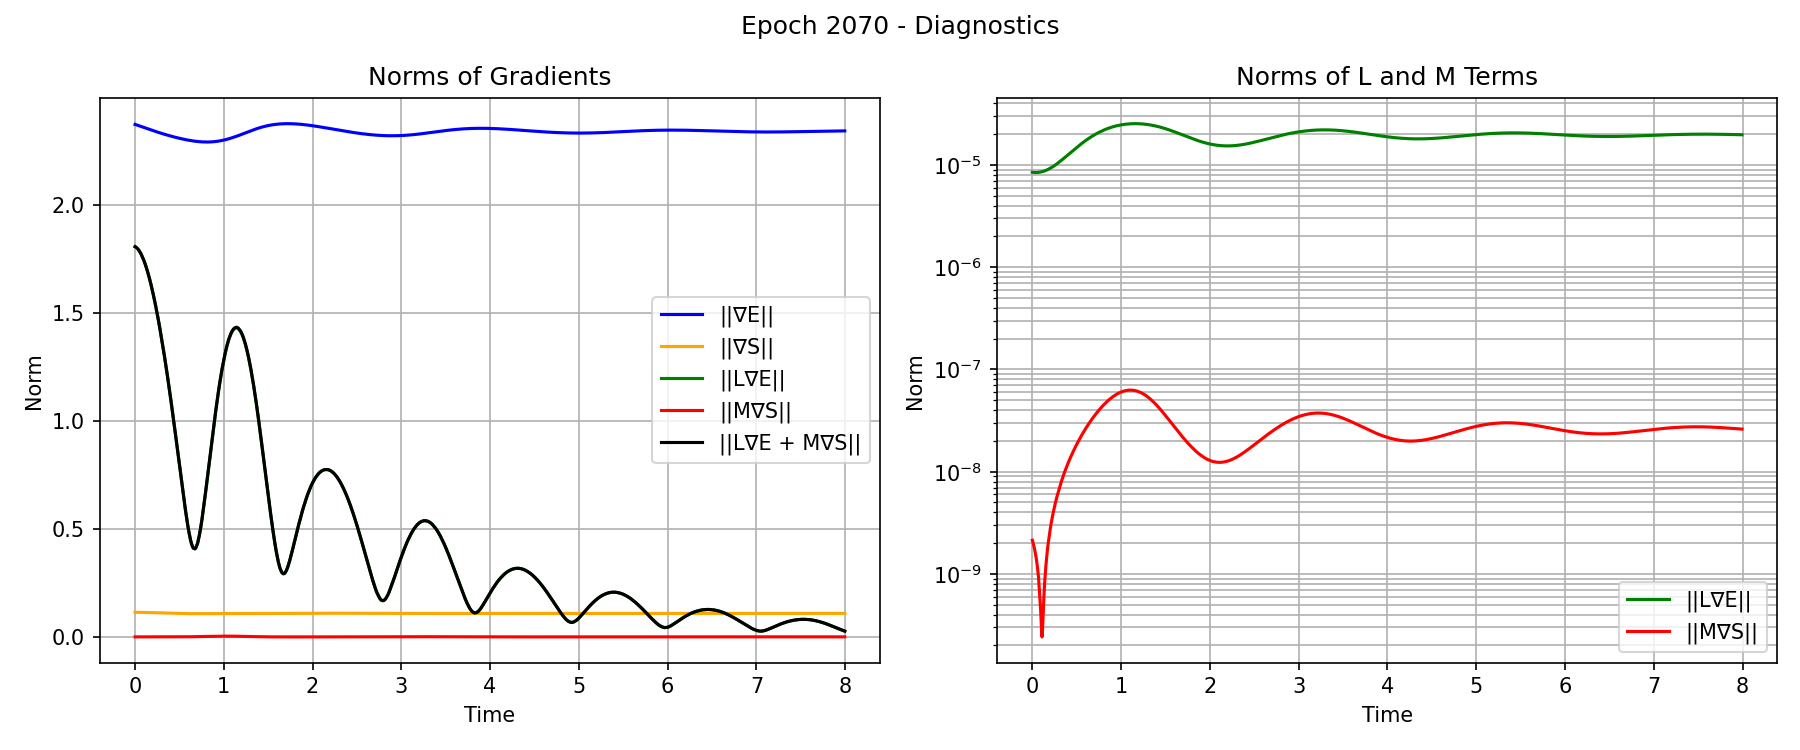 Epoch 2070 - Diagnostics
Norms of Gradients
Norm
2.0
1.5
1.0
0.5
0.0
||∇E||
||∇S||
||L∇E||
||M∇S||
||L∇E + M∇S||
0 1 2 3 4 5 6 7 8
Time
Norms of L and M Terms
Norm
10⁻⁵
10⁻⁶
10⁻⁷
10⁻⁸
10⁻⁹
||L∇E||
||M∇S||
0 1 2 3 4 5 6 7 8
Time